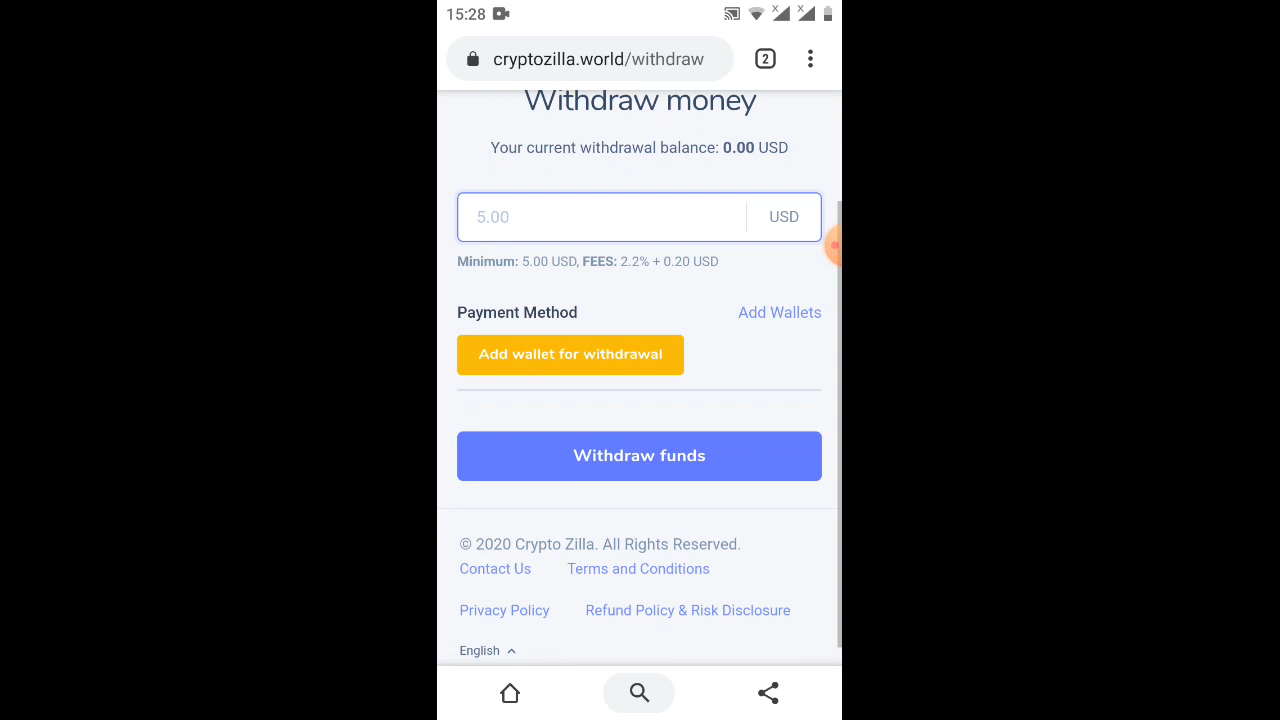 15:28
cryptozilla.world/withdraw
2
Withdraw money
Your current withdrawal balance: 0.00 USD
5.00 USD
Minimum: 5.00 USD, FEES: 2.2% + 0.20 USD
Payment Method Add Wallets
Add wallet for withdrawal
Withdraw funds
© 2020 Crypto Zilla. All Rights Reserved.
Contact Us Terms and Conditions
Privacy Policy Refund Policy & Risk Disclosure
English